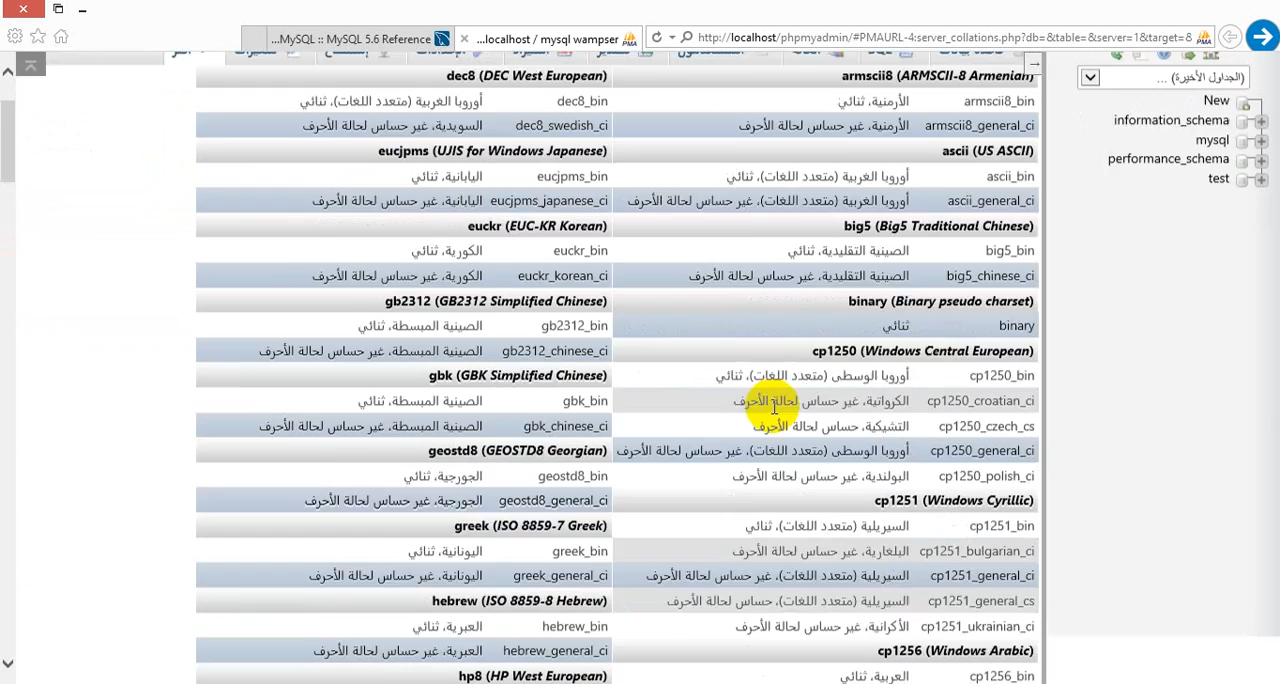 ...MySQL :: MySQL 5.6 Reference
...localhost / mysql wampser
http://localhost/phpmyadmin/#PMAURL-4:server_collations.php?db=&table=&server=1&target=8
(الجداول الأخيرة) ...
New
information_schema
mysql
performance_schema
test
armscii8 (ARMSCII-8 Armenian)
armscii8_bin الأرمنية، ثنائي
armscii8_general_ci الأرمنية، غير حساس لحالة الأحرف
ascii (US ASCII)
ascii_bin أوروبا الغربية (متعدد اللغات)، ثنائي
ascii_general_ci أوروبا الغربية (متعدد اللغات)، غير حساس لحالة الأحرف
big5 (Big5 Traditional Chinese)
big5_bin الصينية التقليدية، ثنائي
big5_chinese_ci الصينية التقليدية، غير حساس لحالة الأحرف
binary (Binary pseudo charset)
binary ثنائي
cp1250 (Windows Central European)
cp1250_bin أوروبا الوسطى (متعدد اللغات)، ثنائي
cp1250_croatian_ci الكرواتية، غير حساس لحالة الأحرف
cp1250_czech_cs التشيكية، حساس لحالة الأحرف
cp1250_general_ci أوروبا الوسطى (متعدد اللغات)، غير حساس لحالة الأحرف
cp1250_polish_ci البولندية، غير حساس لحالة الأحرف
cp1251 (Windows Cyrillic)
cp1251_bin السيريلية (متعدد اللغات)، ثنائي
cp1251_bulgarian_ci البلغارية، غير حساس لحالة الأحرف
cp1251_general_ci السيريلية (متعدد اللغات)، غير حساس لحالة الأحرف
cp1251_general_cs السيريلية (متعدد اللغات)، حساس لحالة الأحرف
cp1251_ukrainian_ci الأكرانية، غير حساس لحالة الأحرف
cp1256 (Windows Arabic)
cp1256_bin العربية، ثنائي
dec8 (DEC West European)
dec8_bin أوروبا الغربية (متعدد اللغات)، ثنائي
dec8_swedish_ci السويدية، غير حساس لحالة الأحرف
eucjpms (UJIS for Windows Japanese)
eucjpms_bin اليابانية، ثنائي
eucjpms_japanese_ci اليابانية، غير حساس لحالة الأحرف
euckr (EUC-KR Korean)
euckr_bin الكورية، ثنائي
euckr_korean_ci الكورية، غير حساس لحالة الأحرف
gb2312 (GB2312 Simplified Chinese)
gb2312_bin الصينية المبسطة، ثنائي
gb2312_chinese_ci الصينية المبسطة، غير حساس لحالة الأحرف
gbk (GBK Simplified Chinese)
gbk_bin الصينية المبسطة، ثنائي
gbk_chinese_ci الصينية المبسطة، غير حساس لحالة الأحرف
geostd8 (GEOSTD8 Georgian)
geostd8_bin الجورجية، ثنائي
geostd8_general_ci الجورجية، غير حساس لحالة الأحرف
greek (ISO 8859-7 Greek)
greek_bin اليونانية، ثنائي
greek_general_ci اليونانية، غير حساس لحالة الأحرف
hebrew (ISO 8859-8 Hebrew)
hebrew_bin العبرية، ثنائي
hebrew_general_ci العبرية، غير حساس لحالة الأحرف
hp8 (HP West European)